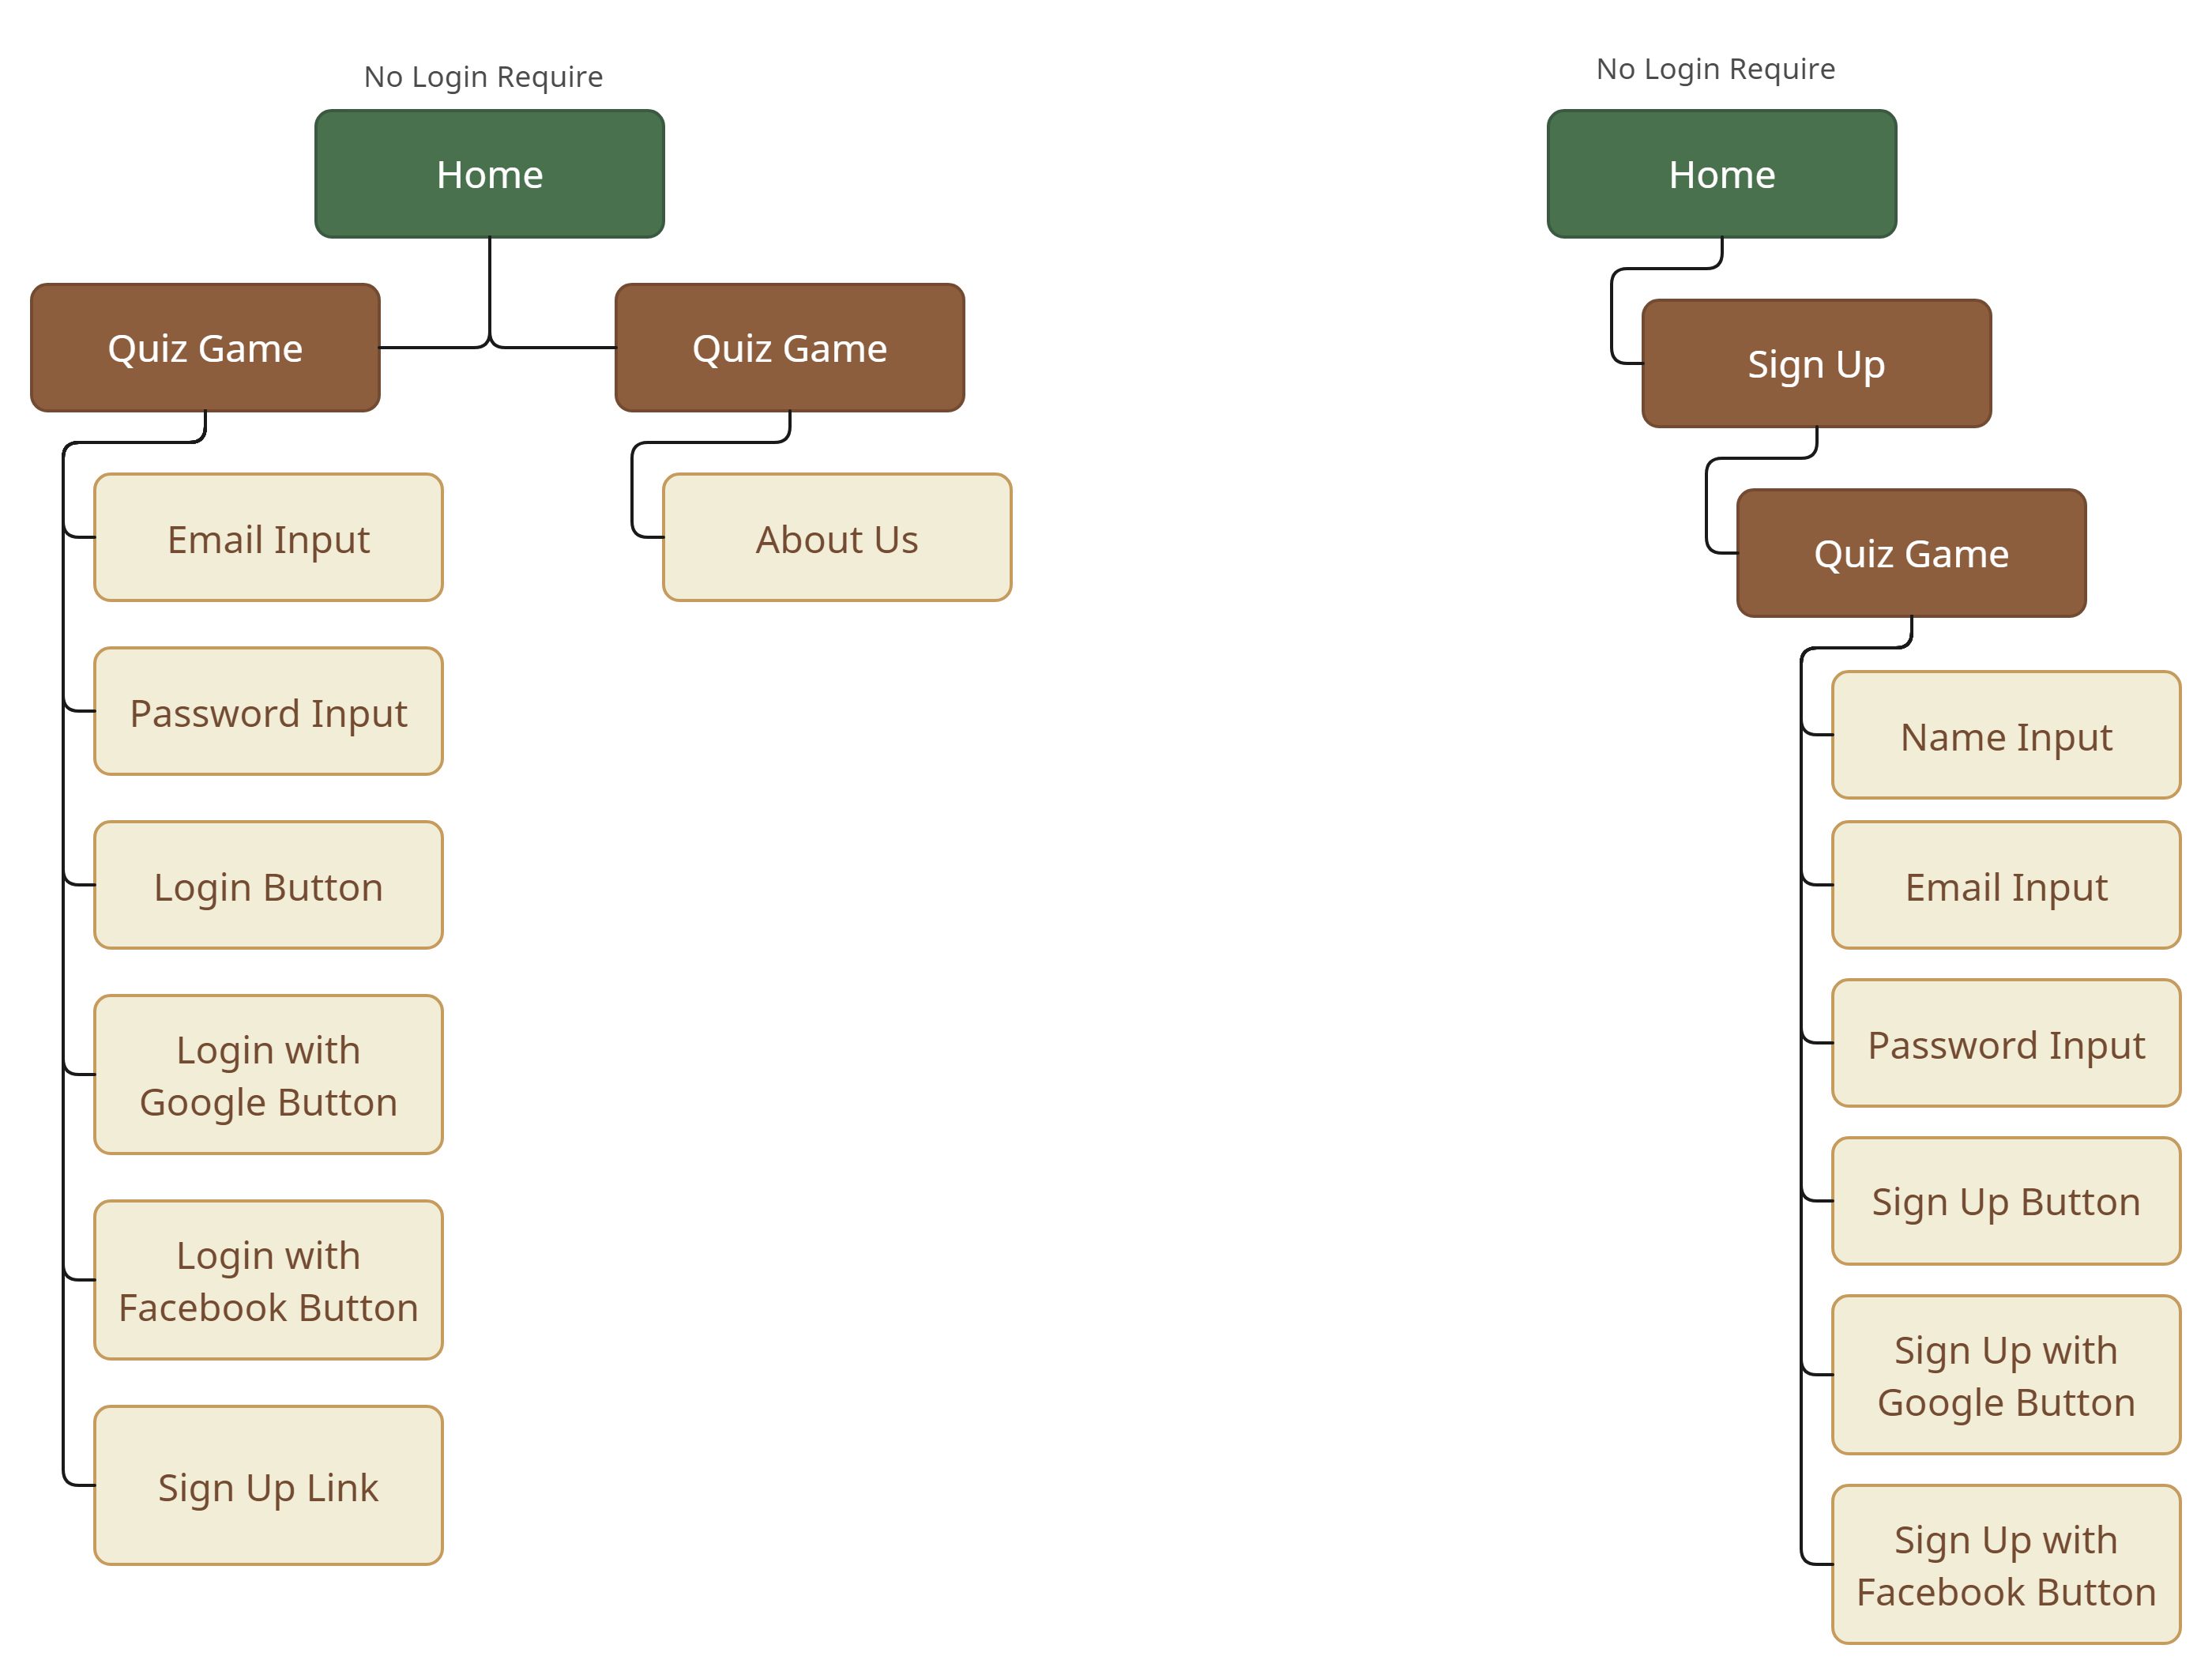 No Login Require
Home
Quiz Game
Quiz Game
Email Input
About Us
Password Input
Login Button
Login with
Google Button
Login with
Facebook Button
Sign Up Link
No Login Require
Home
Sign Up
Quiz Game
Name Input
Email Input
Password Input
Sign Up Button
Sign Up with
Google Button
Sign Up with
Facebook Button